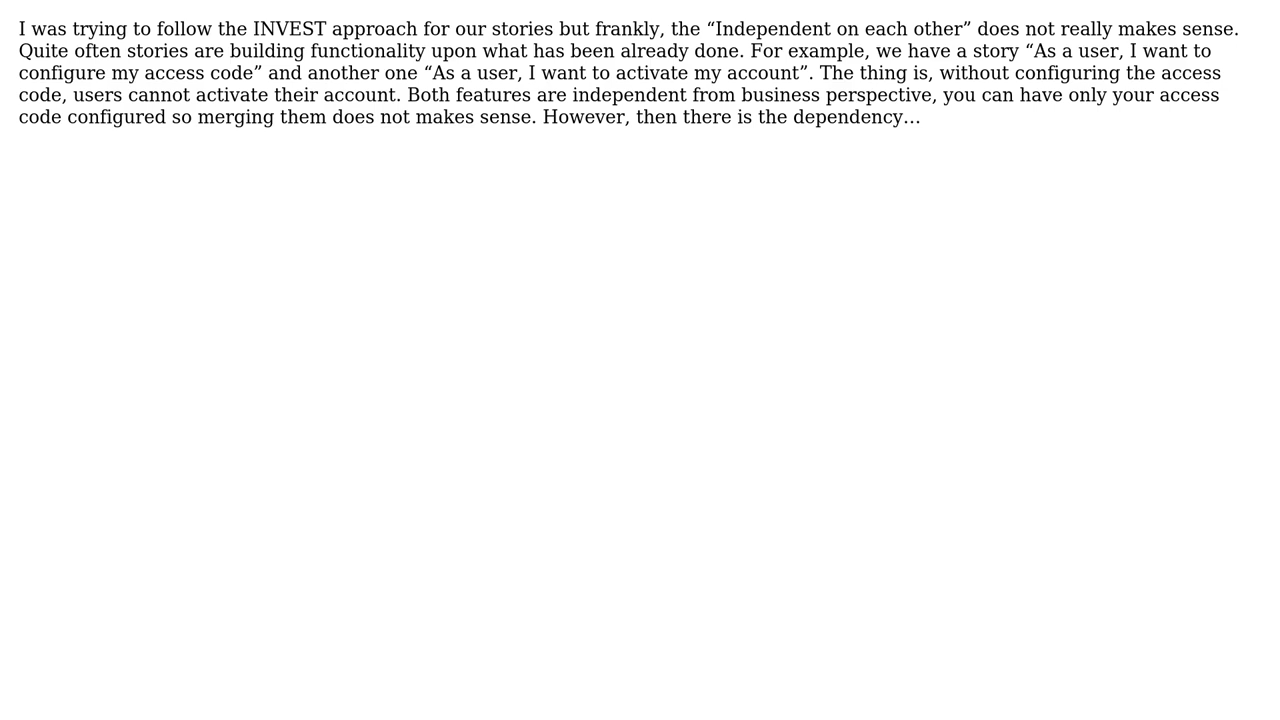 I was trying to follow the INVEST approach for our stories but frankly, the “Independent on each other” does not really makes sense.
Quite often stories are building functionality upon what has been already done. For example, we have a story “As a user, I want to
configure my access code” and another one “As a user, I want to activate my account”. The thing is, without configuring the access
code, users cannot activate their account. Both features are independent from business perspective, you can have only your access
code configured so merging them does not makes sense. However, then there is the dependency…